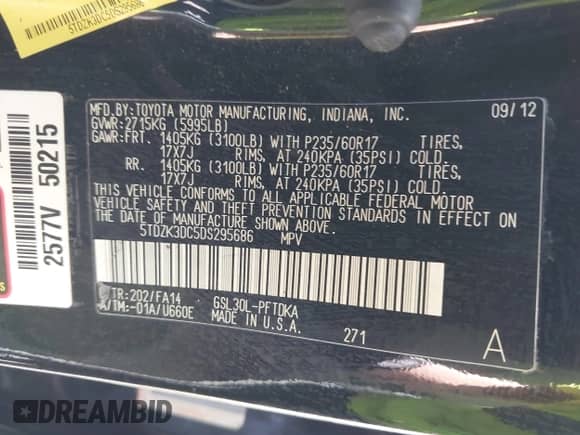 5TDZK3DC5DS295686
2577V 50215
MFD.BY:TOYOTA MOTOR MANUFACTURING, INDIANA, INC. 09/12
GVWR:2715KG (5995LB)
GAWR:FRT. 1405KG (3100LB) WITH P235/60R17 TIRES,
17X7J RIMS, AT 240KPA (35PSI) COLD.
RR. 1405KG (3100LB) WITH P235/60R17 TIRES,
17X7J RIMS, AT 240KPA (35PSI) COLD.
THIS VEHICLE CONFORMS TO ALL APPLICABLE FEDERAL MOTOR
VEHICLE SAFETY AND THEFT PREVENTION STANDARDS IN EFFECT ON
THE DATE OF MANUFACTURE SHOWN ABOVE.
5TDZK3DC5DS295686 MPV
TR:202/FA14 GSL30L-PFTDKA
A/TM:-01A/U660E MADE IN U.S.A. 271 A
DREAMBID